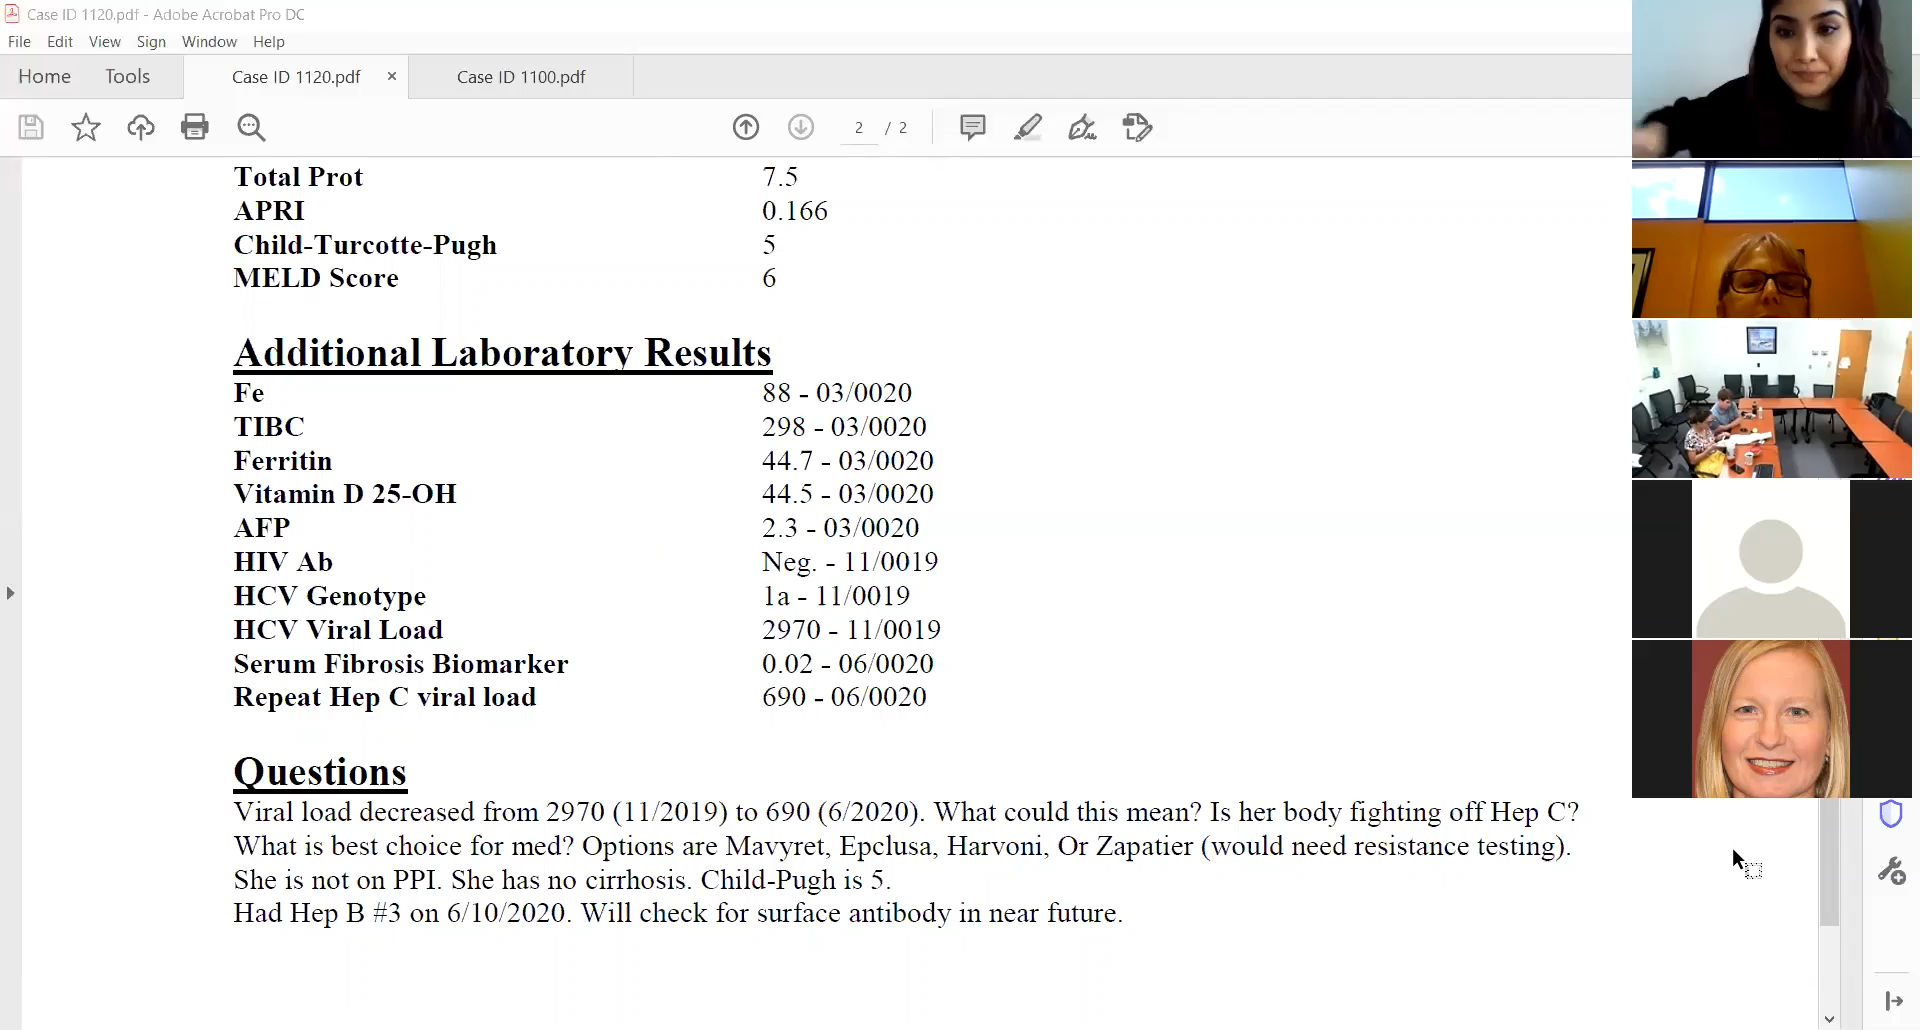 Case ID 1120.pdf - Adobe Acrobat Pro DC
File Edit View Sign Window Help
Home Tools Case ID 1120.pdf × Case ID 1100.pdf
2 / 2
Total Prot 7.5
APRI 0.166
Child-Turcotte-Pugh 5
MELD Score 6
Additional Laboratory Results
Fe 88 - 03/0020
TIBC 298 - 03/0020
Ferritin 44.7 - 03/0020
Vitamin D 25-OH 44.5 - 03/0020
AFP 2.3 - 03/0020
HIV Ab Neg. - 11/0019
HCV Genotype 1a - 11/0019
HCV Viral Load 2970 - 11/0019
Serum Fibrosis Biomarker 0.02 - 06/0020
Repeat Hep C viral load 690 - 06/0020
Questions
Viral load decreased from 2970 (11/2019) to 690 (6/2020). What could this mean? Is her body fighting off Hep C?
What is best choice for med? Options are Mavyret, Epclusa, Harvoni, Or Zapatier (would need resistance testing).
She is not on PPI. She has no cirrhosis. Child-Pugh is 5.
Had Hep B #3 on 6/10/2020. Will check for surface antibody in near future.